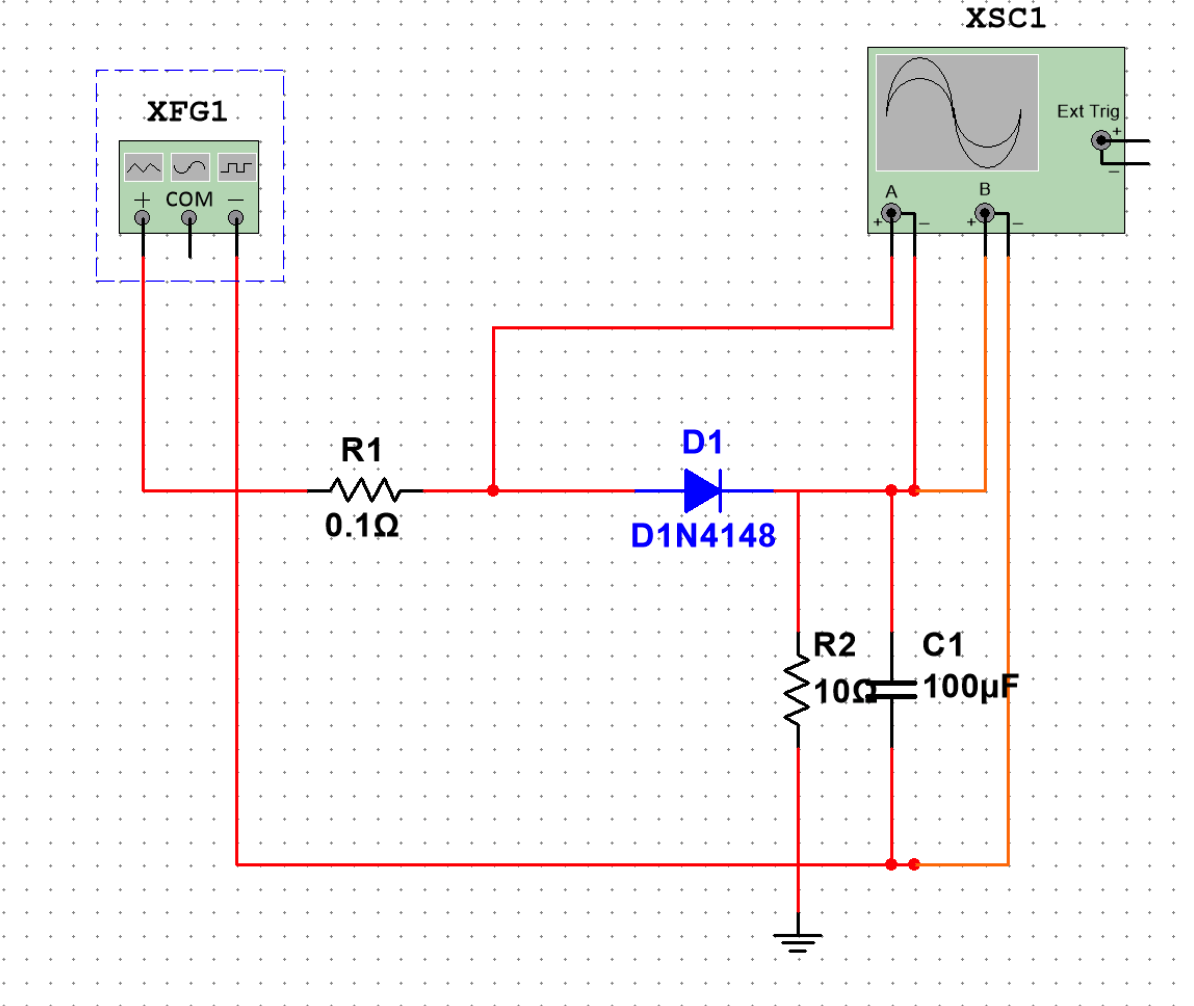 XSC1
XFG1
Ext Trig
+
−
+ COM −
A
B
+ −
+ −
R1
0.1Ω
D1
D1N4148
R2
10Ω
C1
100µF